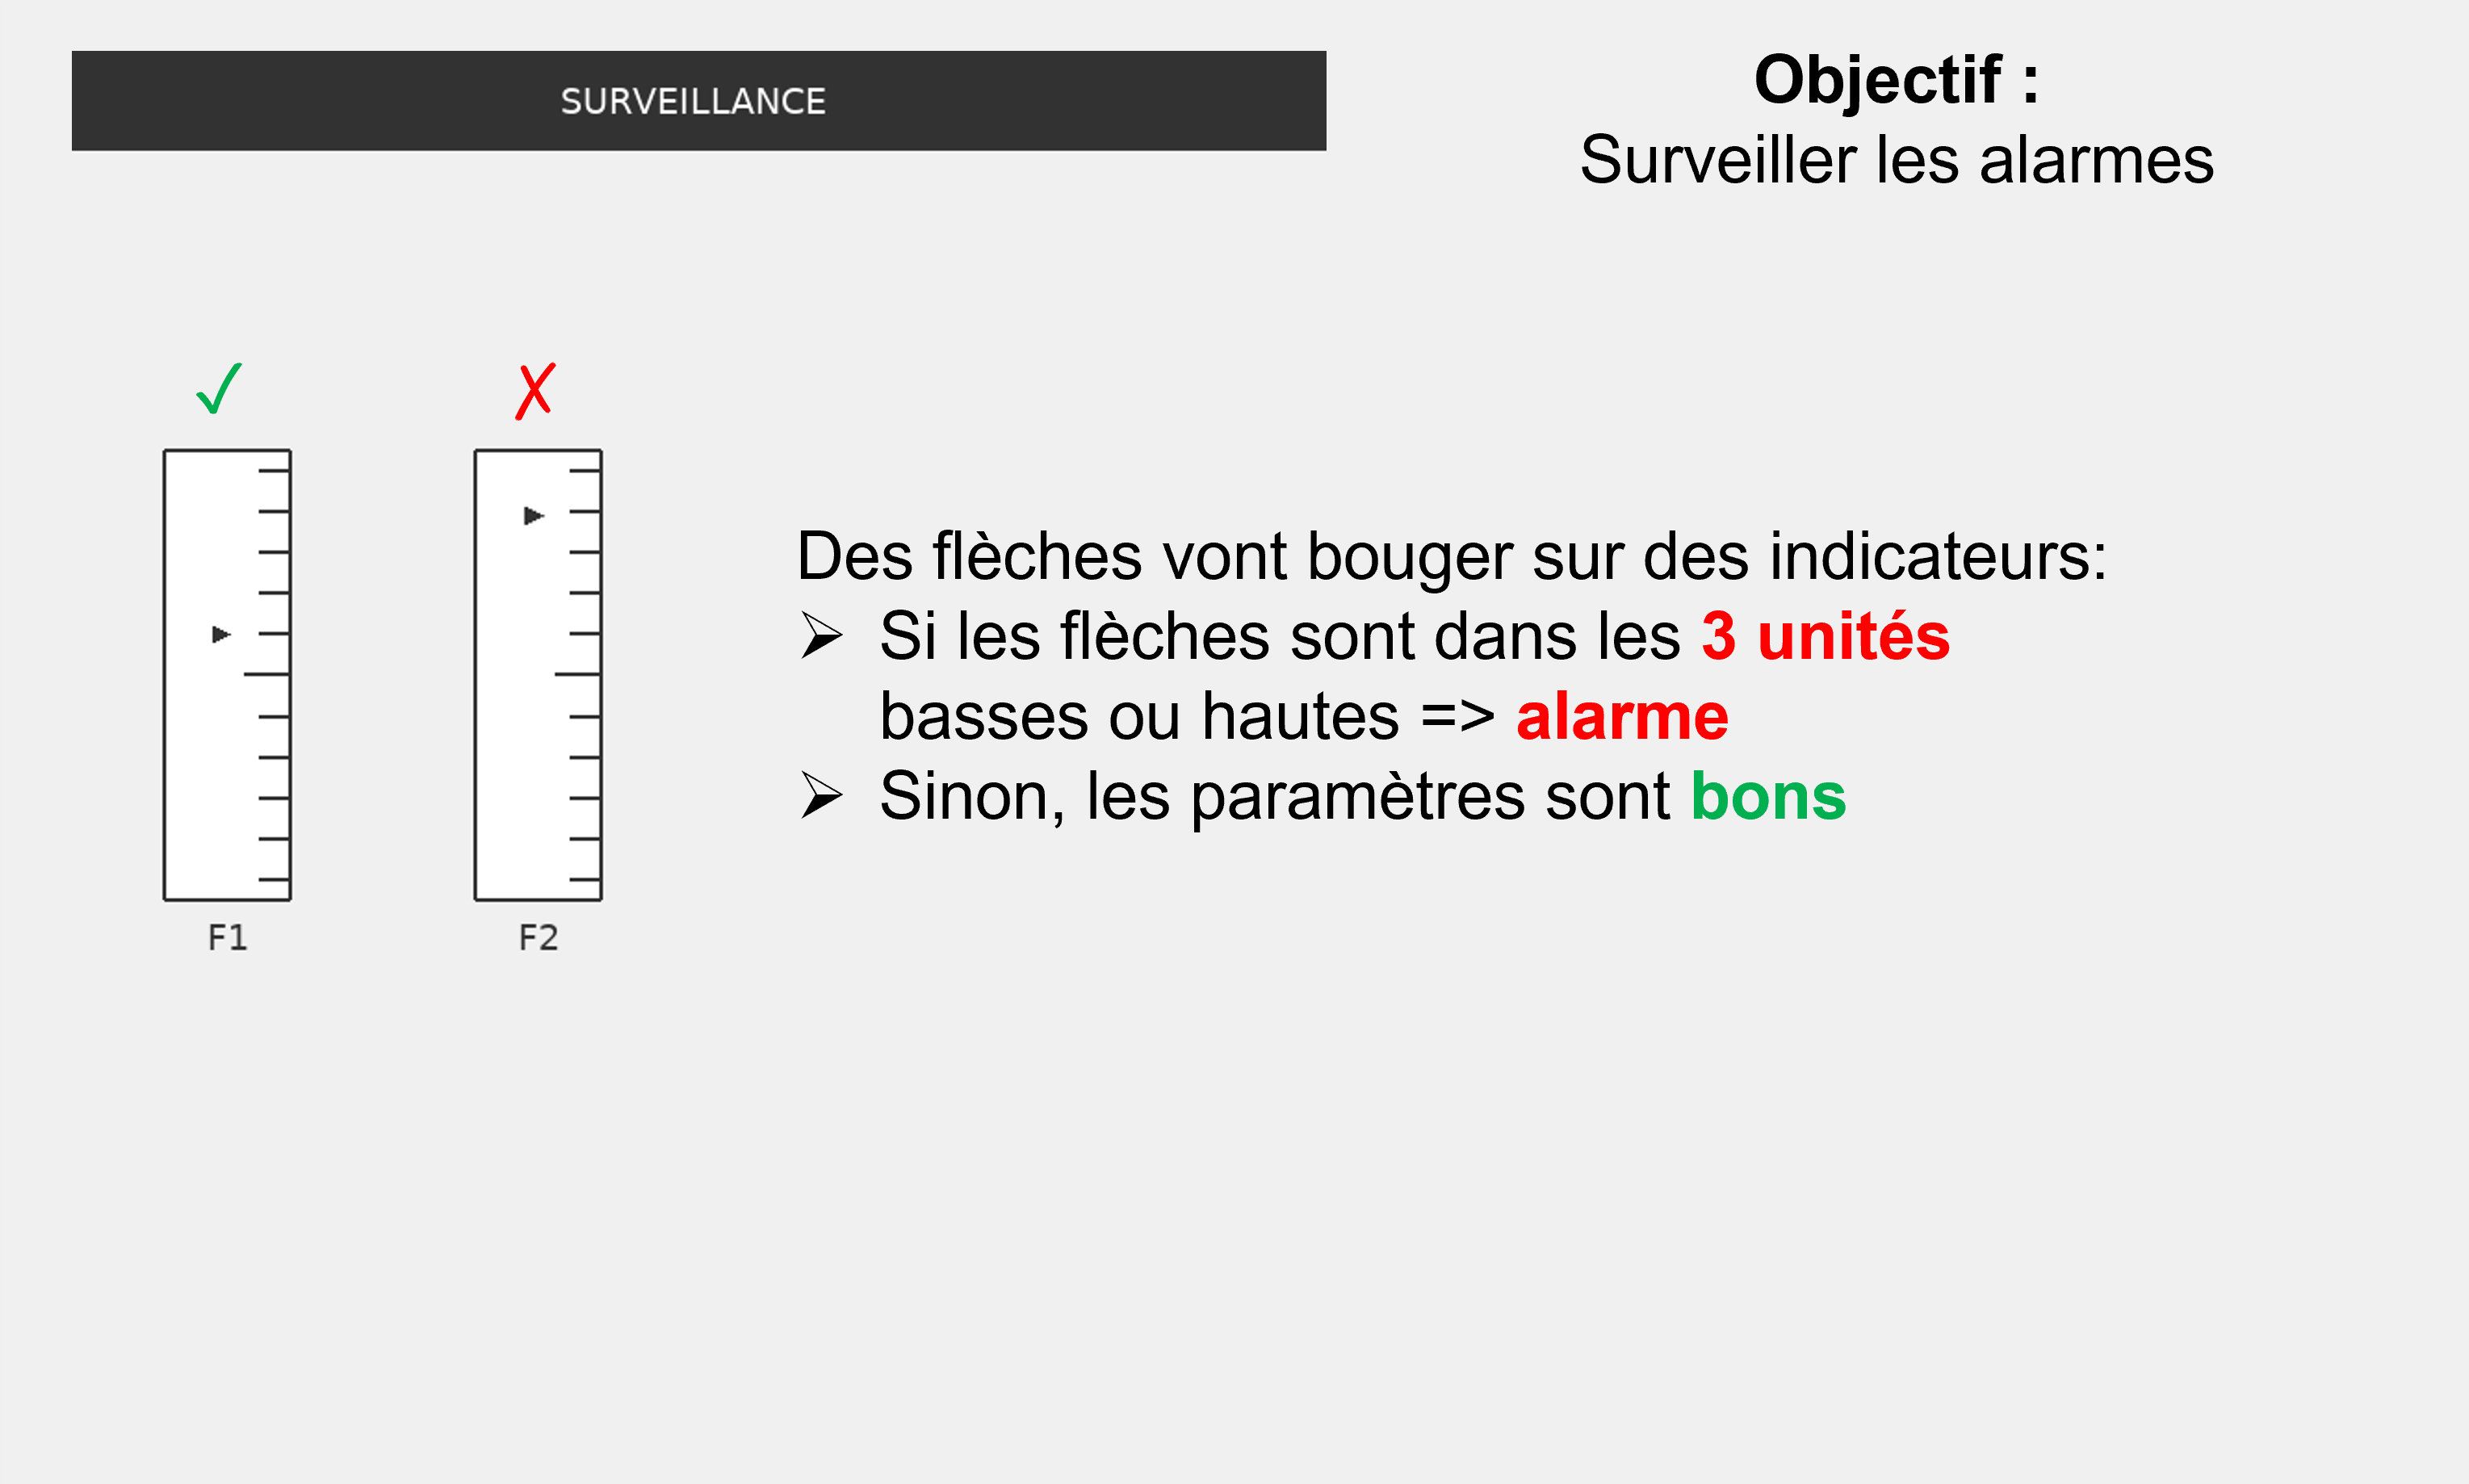 SURVEILLANCE
Objectif :
Surveiller les alarmes
Des flèches vont bouger sur des indicateurs:
➢ Si les flèches sont dans les 3 unités
basses ou hautes => alarme
➢ Sinon, les paramètres sont bons
✓ ✗
F1 F2